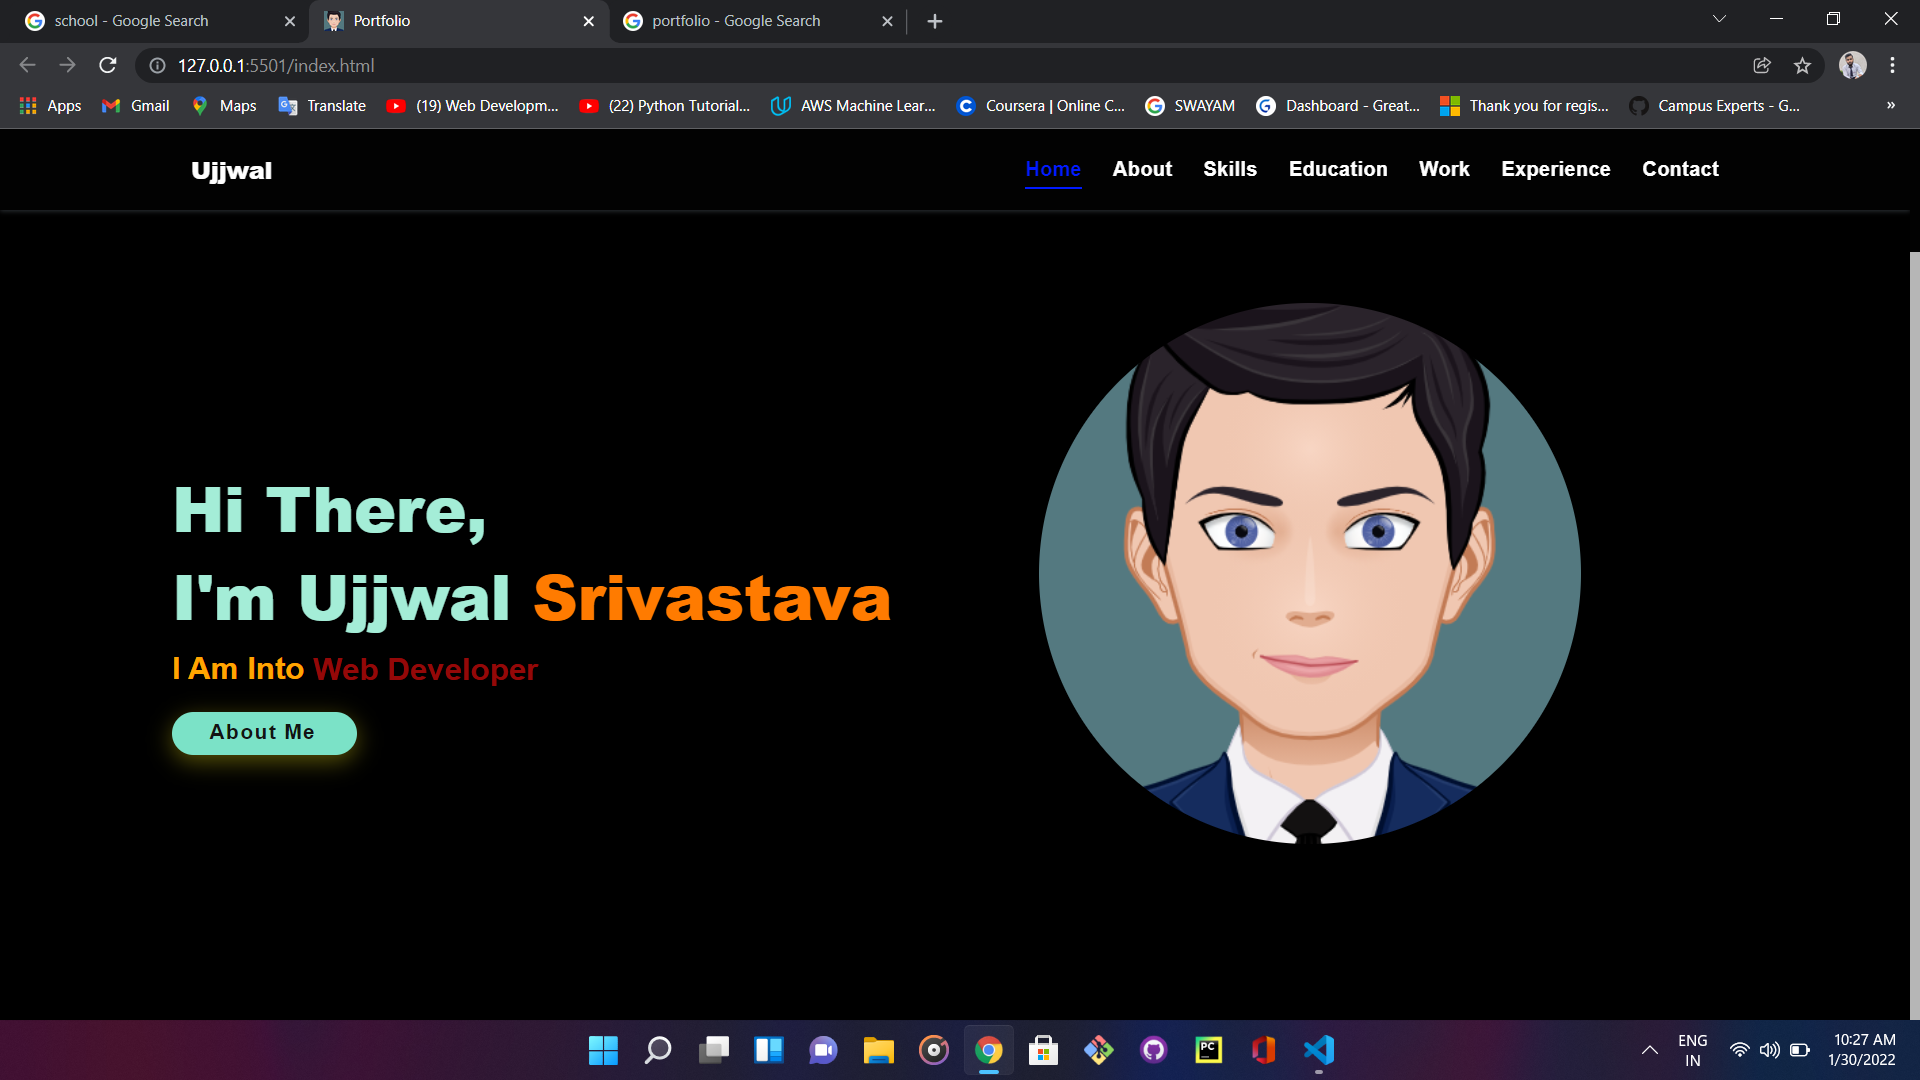 school - Google Search
Portfolio
portfolio - Google Search
127.0.0.1:5501/index.html
Apps
Gmail
Maps
Translate
(19) Web Developm...
(22) Python Tutorial...
AWS Machine Lear...
Coursera | Online C...
SWAYAM
Dashboard - Great...
Thank you for regis...
Campus Experts - G...
»
Ujjwal
Home
About
Skills
Education
Work
Experience
Contact
Hi There,
I'm Ujjwal Srivastava
I Am Into Web Developer
About Me
PC
ENG
IN
10:27 AM
1/30/2022